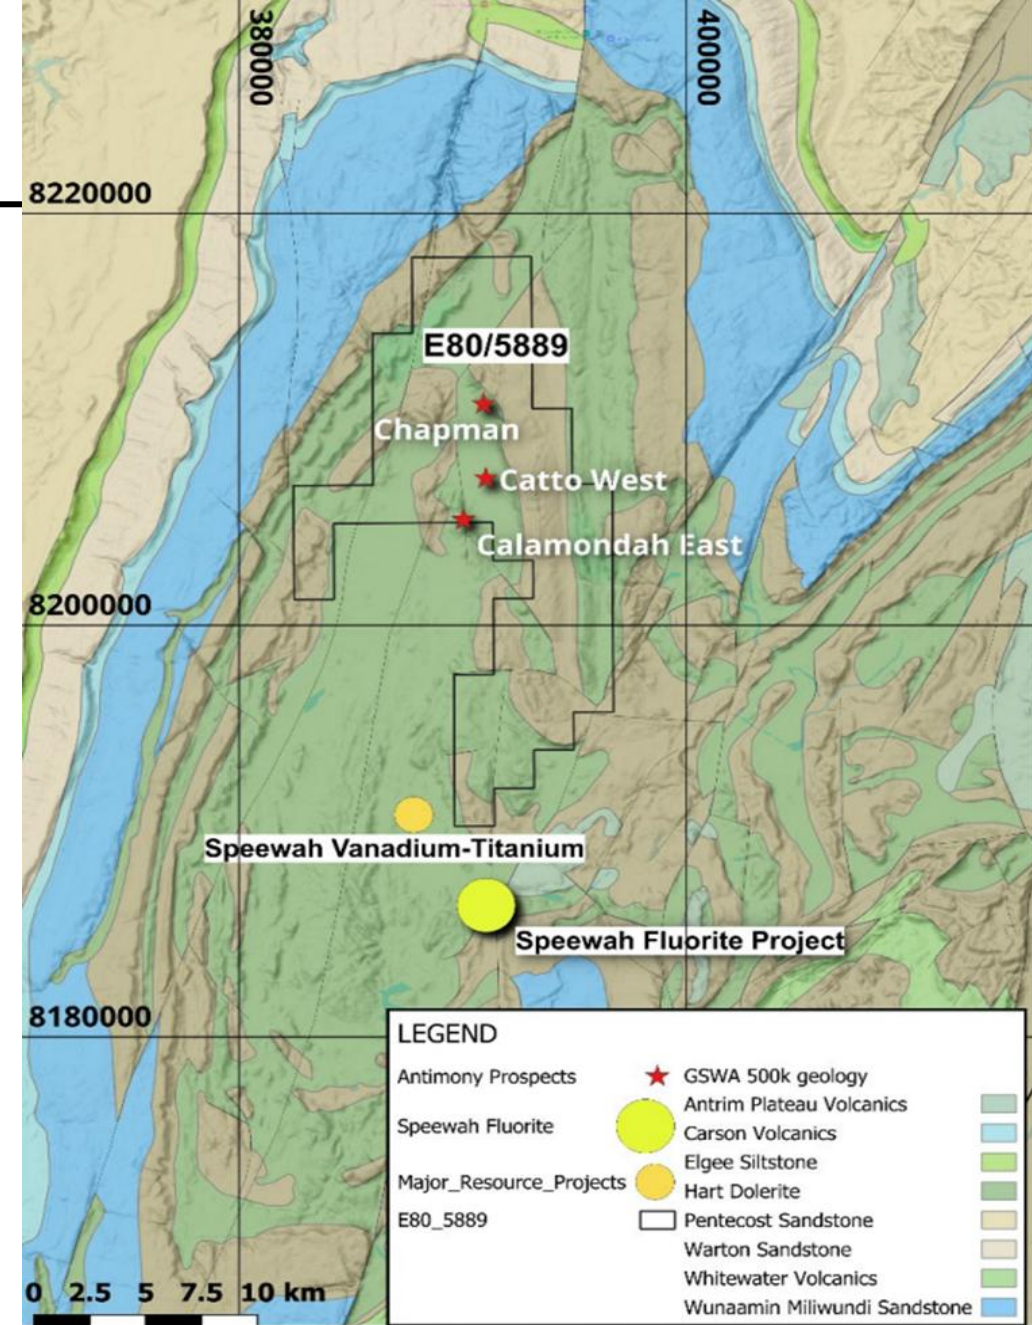 380000
400000
8220000
E80/5889
Chapman
Catto West
Calamondah East
8200000
Speewah Vanadium-Titanium
Speewah Fluorite Project
8180000
LEGEND
Antimony Prospects
GSWA 500k geology
Antrim Plateau Volcanics
Speewah Fluorite
Carson Volcanics
Elgee Siltstone
Major_Resource_Projects
Hart Dolerite
E80_5889
Pentecost Sandstone
Warton Sandstone
Whitewater Volcanics
Wunaamin Miliwundi Sandstone
0 2.5 5 7.5 10 km